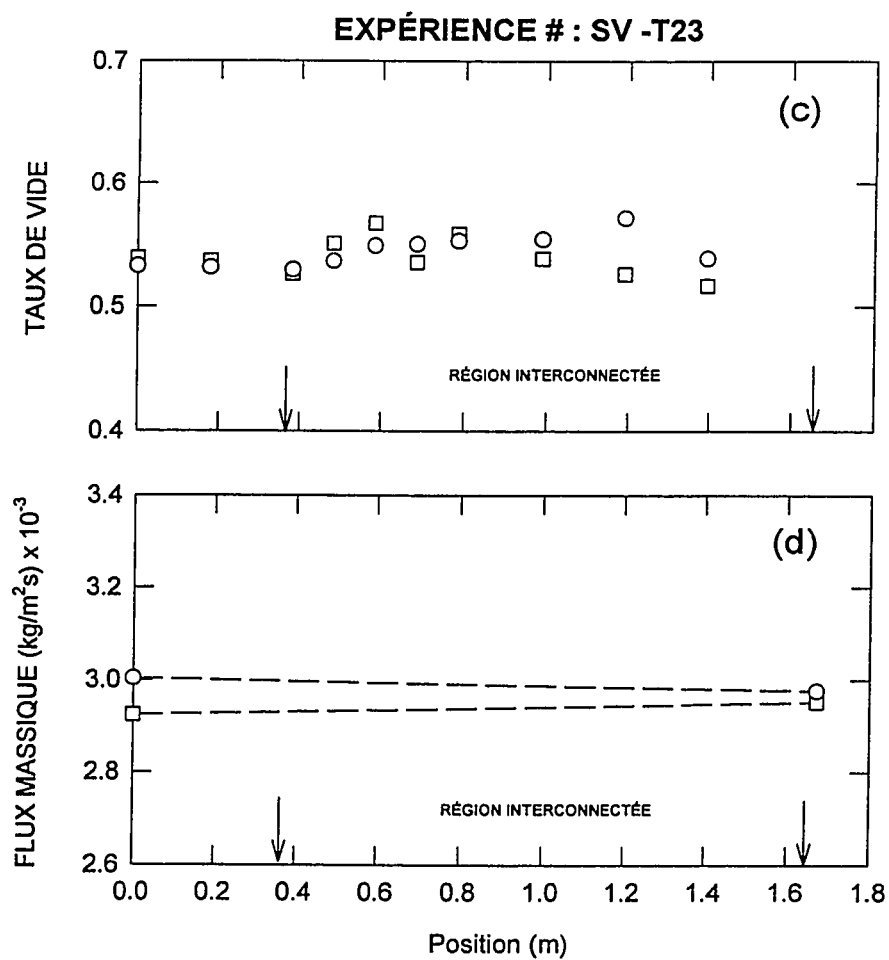 EXPÉRIENCE # : SV -T23
(c)
TAUX DE VIDE
0.7
0.6
0.5
0.4
RÉGION INTERCONNECTÉE
(d)
FLUX MASSIQUE (kg/m²s) x 10⁻³
3.4
3.2
3.0
2.8
2.6
RÉGION INTERCONNECTÉE
0.0 0.2 0.4 0.6 0.8 1.0 1.2 1.4 1.6 1.8
Position (m)